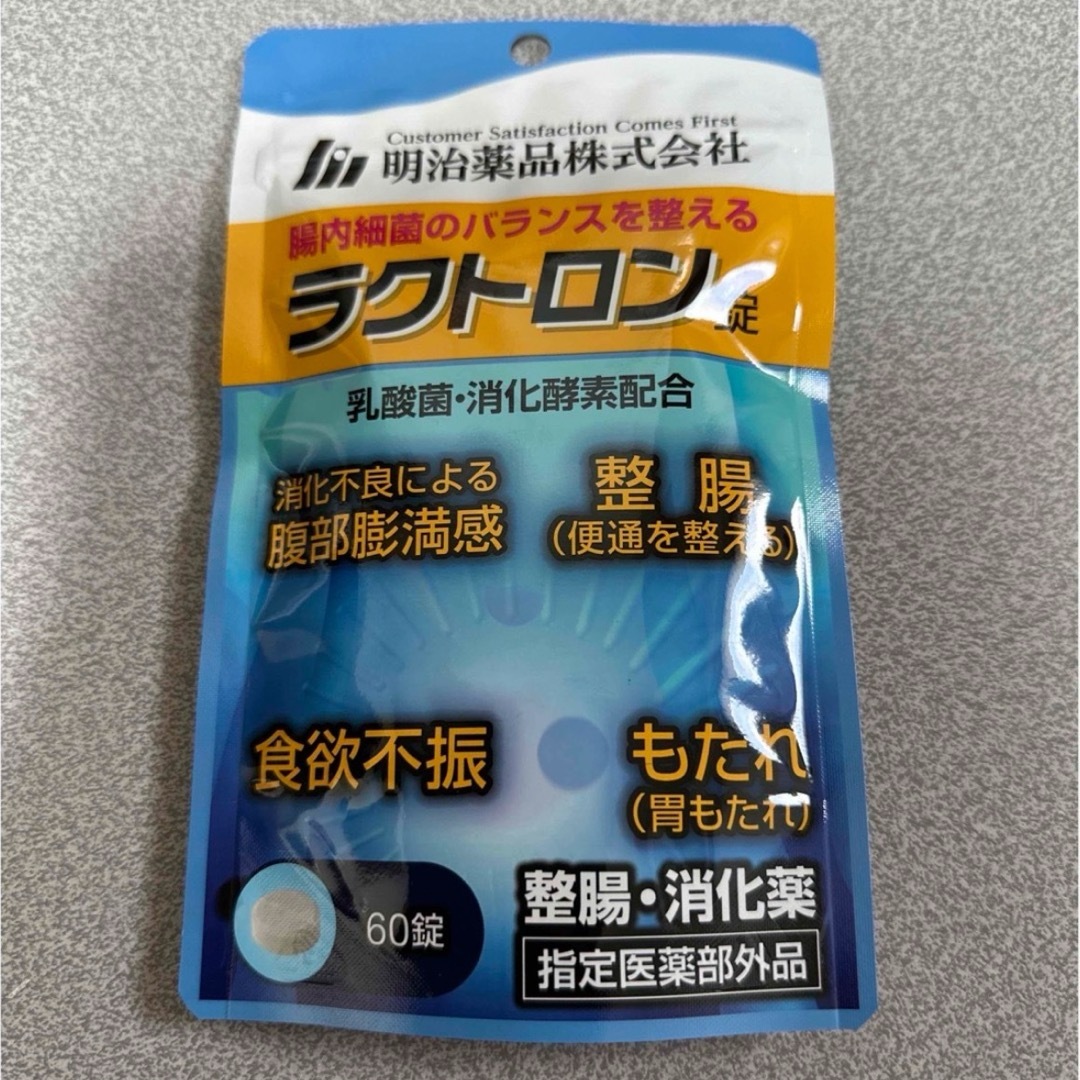 Customer Satisfaction Comes First
明治薬品株式会社
腸内細菌のバランスを整える
ラクトロン錠
乳酸菌・消化酵素配合
消化不良による
腹部膨満感
整腸
(便通を整える)
食欲不振
もたれ
(胃もたれ)
60錠
整腸・消化薬
指定医薬部外品